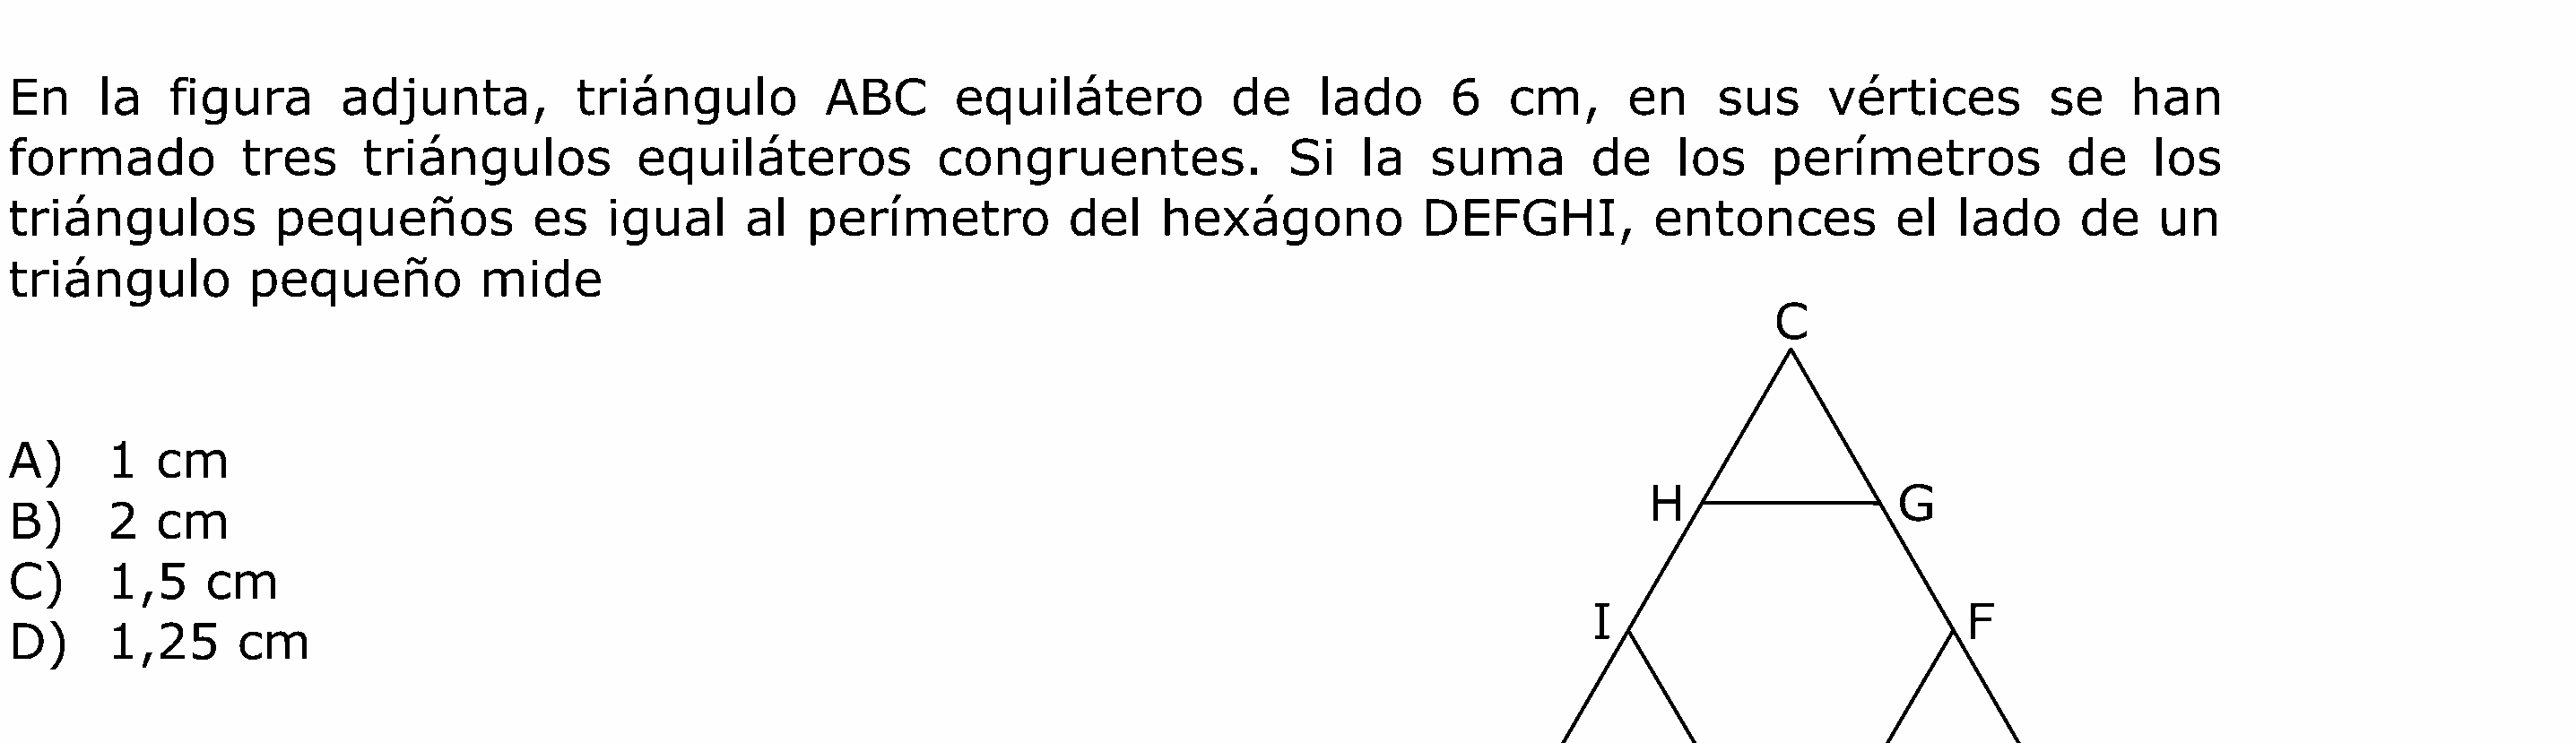 En la figura adjunta, triángulo ABC equilátero de lado 6 cm, en sus vértices se han
formado tres triángulos equiláteros congruentes. Si la suma de los perímetros de los
triángulos pequeños es igual al perímetro del hexágono DEFGHI, entonces el lado de un
triángulo pequeño mide
C
A) 1 cm
H G
B) 2 cm
C) 1,5 cm
I F
D) 1,25 cm